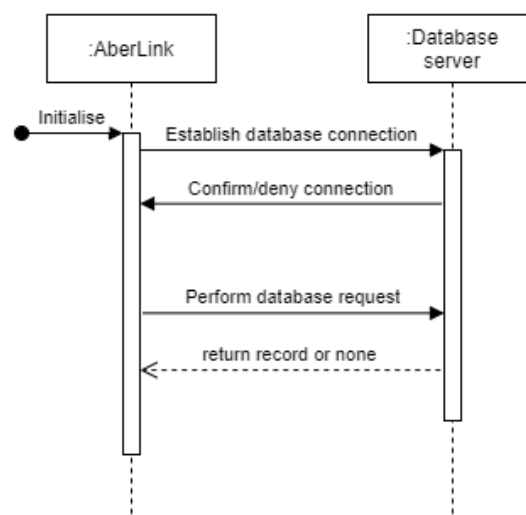 :AberLink
:Database
server
Initialise
Establish database connection
Confirm/deny connection
Perform database request
return record or none